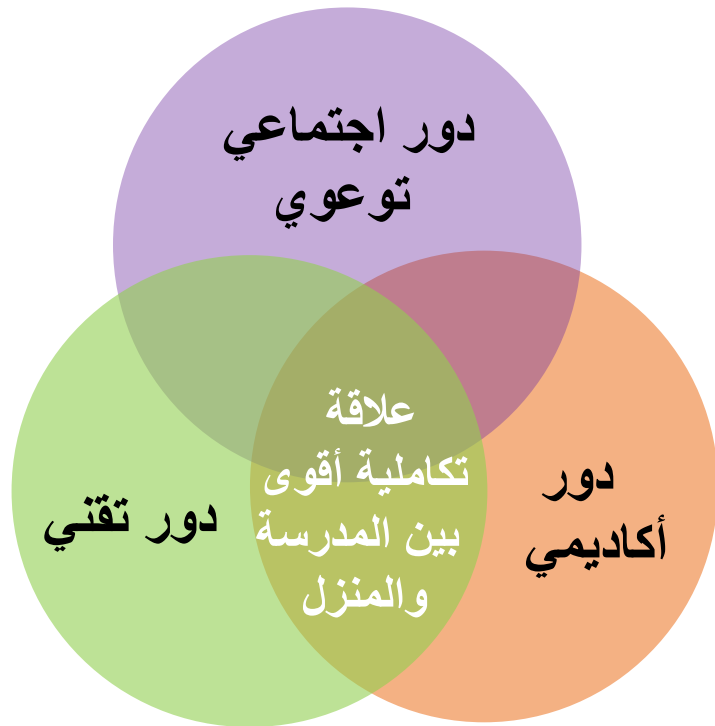 دور اجتماعي
توعوي
علاقة
تكاملية أقوى
بين المدرسة
والمنزل
دور
أكاديمي
دور تقني